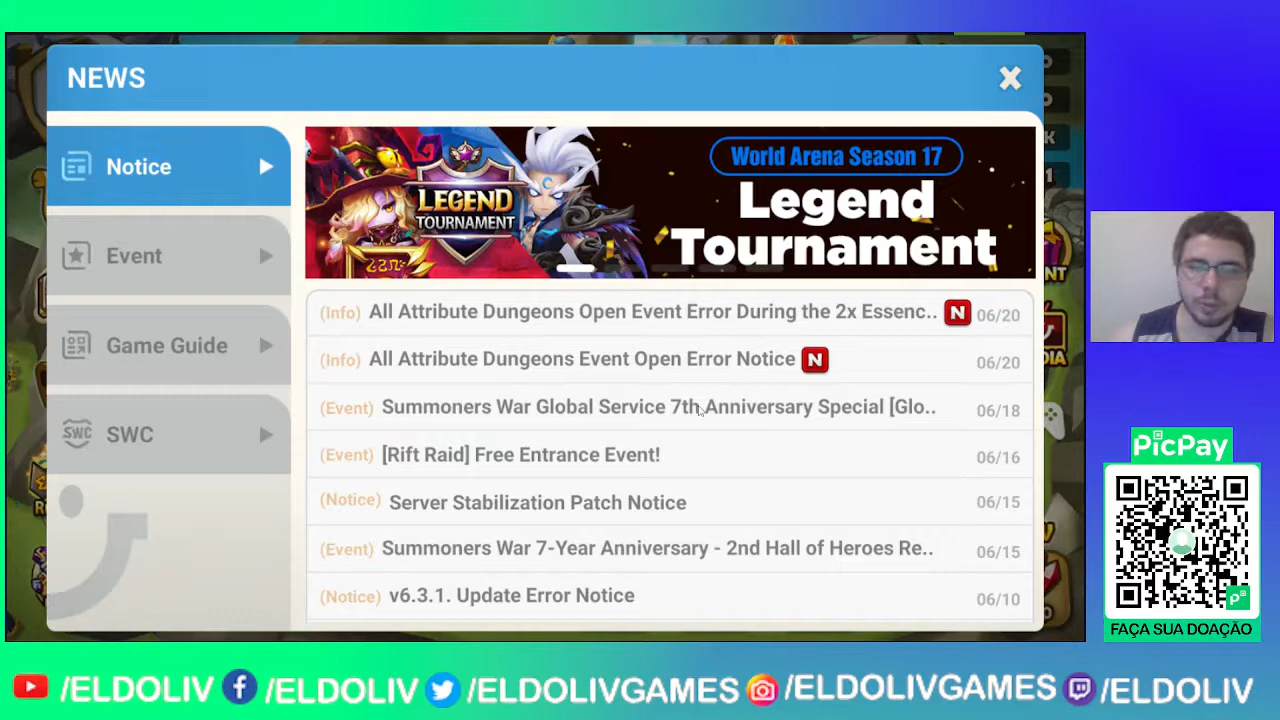 NEWS
Notice
Event
Game Guide
SWC
SWC
LEGEND
TOURNAMENT
World Arena Season 17
Legend
Tournament
(Info) All Attribute Dungeons Open Event Error During the 2x Essenc.. N 06/20
(Info) All Attribute Dungeons Event Open Error Notice N 06/20
(Event) Summoners War Global Service 7th Anniversary Special [Glo.. 06/18
(Event) [Rift Raid] Free Entrance Event! 06/16
(Notice) Server Stabilization Patch Notice 06/15
(Event) Summoners War 7-Year Anniversary - 2nd Hall of Heroes Re.. 06/15
(Notice) v6.3.1. Update Error Notice 06/10
PicPay
FAÇA SUA DOAÇÃO
/ELDOLIV /ELDOLIV /ELDOLIVGAMES /ELDOLIVGAMES /ELDOLIV